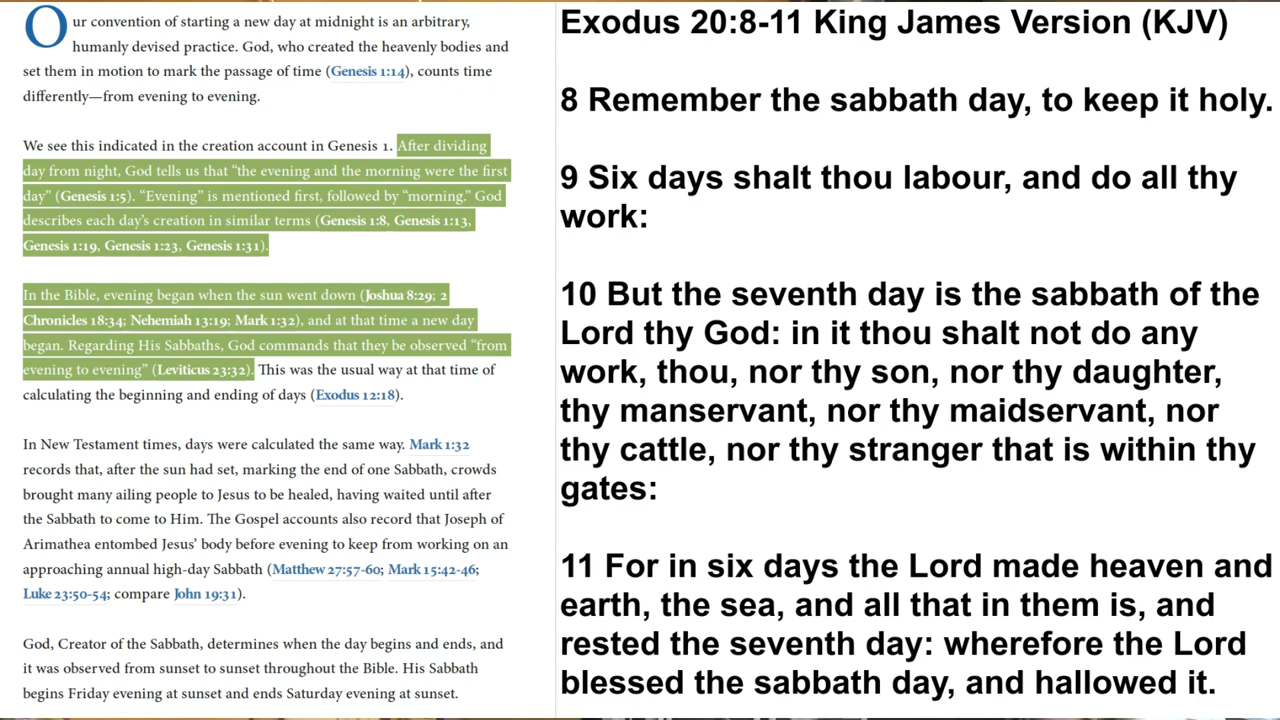 Our convention of starting a new day at midnight is an arbitrary,
humanly devised practice. God, who created the heavenly bodies and
set them in motion to mark the passage of time (Genesis 1:14), counts time
differently—from evening to evening.
We see this indicated in the creation account in Genesis 1. After dividing
day from night, God tells us that “the evening and the morning were the first
day” (Genesis 1:5). “Evening” is mentioned first, followed by “morning.” God
describes each day’s creation in similar terms (Genesis 1:8, Genesis 1:13,
Genesis 1:19, Genesis 1:23, Genesis 1:31).
In the Bible, evening began when the sun went down (Joshua 8:29; 2
Chronicles 18:34; Nehemiah 13:19; Mark 1:32), and at that time a new day
began. Regarding His Sabbaths, God commands that they be observed “from
evening to evening” (Leviticus 23:32). This was the usual way at that time of
calculating the beginning and ending of days (Exodus 12:18).
In New Testament times, days were calculated the same way. Mark 1:32
records that, after the sun had set, marking the end of one Sabbath, crowds
brought many ailing people to Jesus to be healed, having waited until after
the Sabbath to come to Him. The Gospel accounts also record that Joseph of
Arimathea entombed Jesus’ body before evening to keep from working on an
approaching annual high-day Sabbath (Matthew 27:57-60; Mark 15:42-46;
Luke 23:50-54; compare John 19:31).
God, Creator of the Sabbath, determines when the day begins and ends, and
it was observed from sunset to sunset throughout the Bible. His Sabbath
begins Friday evening at sunset and ends Saturday evening at sunset.
Exodus 20:8-11 King James Version (KJV)
8 Remember the sabbath day, to keep it holy.
9 Six days shalt thou labour, and do all thy
work:
10 But the seventh day is the sabbath of the
Lord thy God: in it thou shalt not do any
work, thou, nor thy son, nor thy daughter,
thy manservant, nor thy maidservant, nor
thy cattle, nor thy stranger that is within thy
gates:
11 For in six days the Lord made heaven and
earth, the sea, and all that in them is, and
rested the seventh day: wherefore the Lord
blessed the sabbath day, and hallowed it.